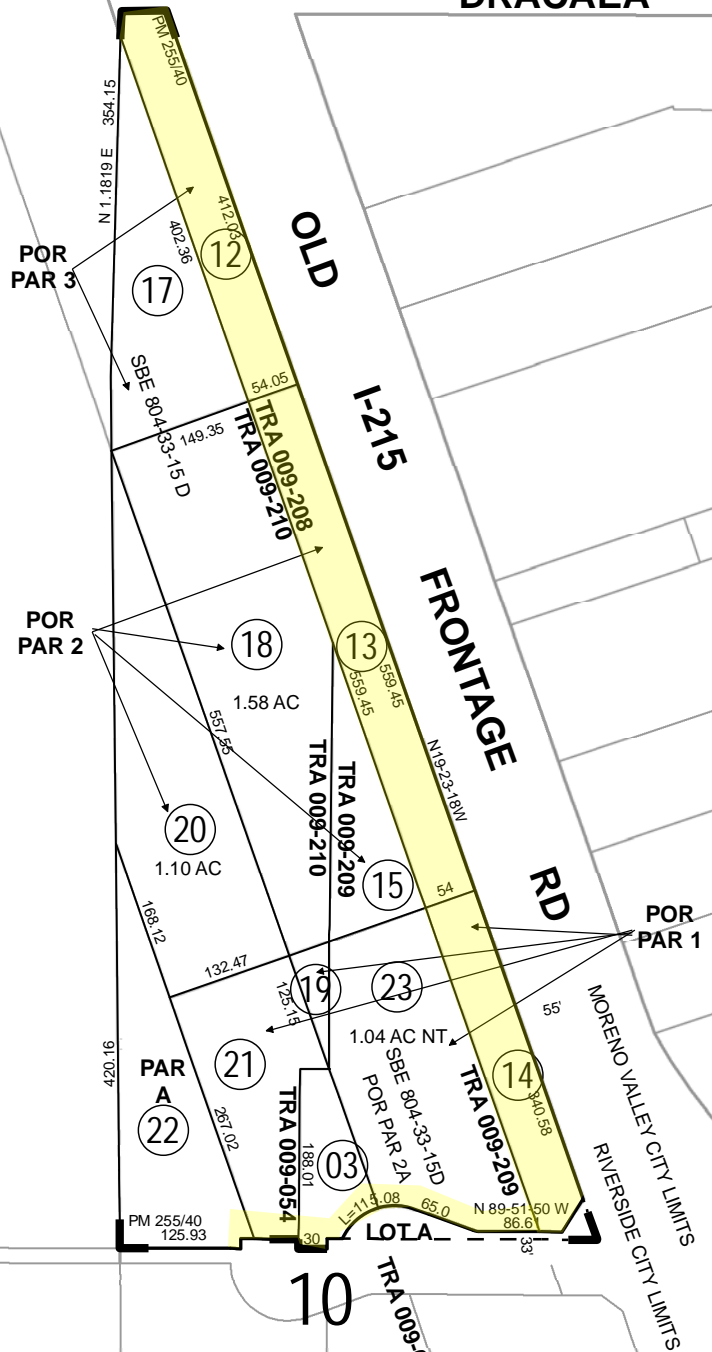 DRACAEA
PM 255/40
354.15
N 1.1819 E
412.03
402.36
POR
PAR 3
12
17
OLD
I-215
FRONTAGE
RD
54.05
149.35
SBE 804-33-15 D
TRA 009-208
TRA 009-210
POR
PAR 2
18
13
1.58 AC
559.45
559.45
557.55
N19-23-18W
TRA 009-210
TRA 009-209
20
1.10 AC
15
54
168.12
132.47
POR
PAR 1
19
23
125.15
1.04 AC NT
55'
21
420.16
PAR
A
22
267.02
TRA 009-054
188.01
03
SBE 804-33-15D
POR PAR 2A
TRA 009-209
14
340.58
MORENO VALLEY CITY LIMITS
RIVERSIDE CITY LIMITS
PM 255/40
125.93
30
L=115.08
65.0
N 89-51-50 W
86.61
LOT A
33'
10